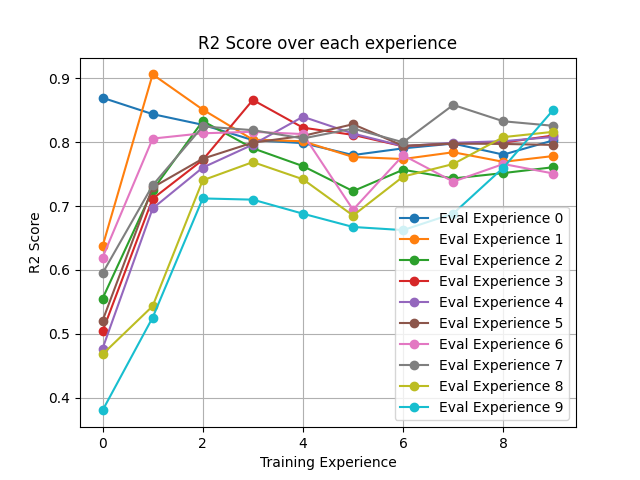 R2 Score over each experience
R2 Score
0.9
0.8
0.7
0.6
0.5
0.4
0
2
4
6
8
Training Experience
Eval Experience 0
Eval Experience 1
Eval Experience 2
Eval Experience 3
Eval Experience 4
Eval Experience 5
Eval Experience 6
Eval Experience 7
Eval Experience 8
Eval Experience 9